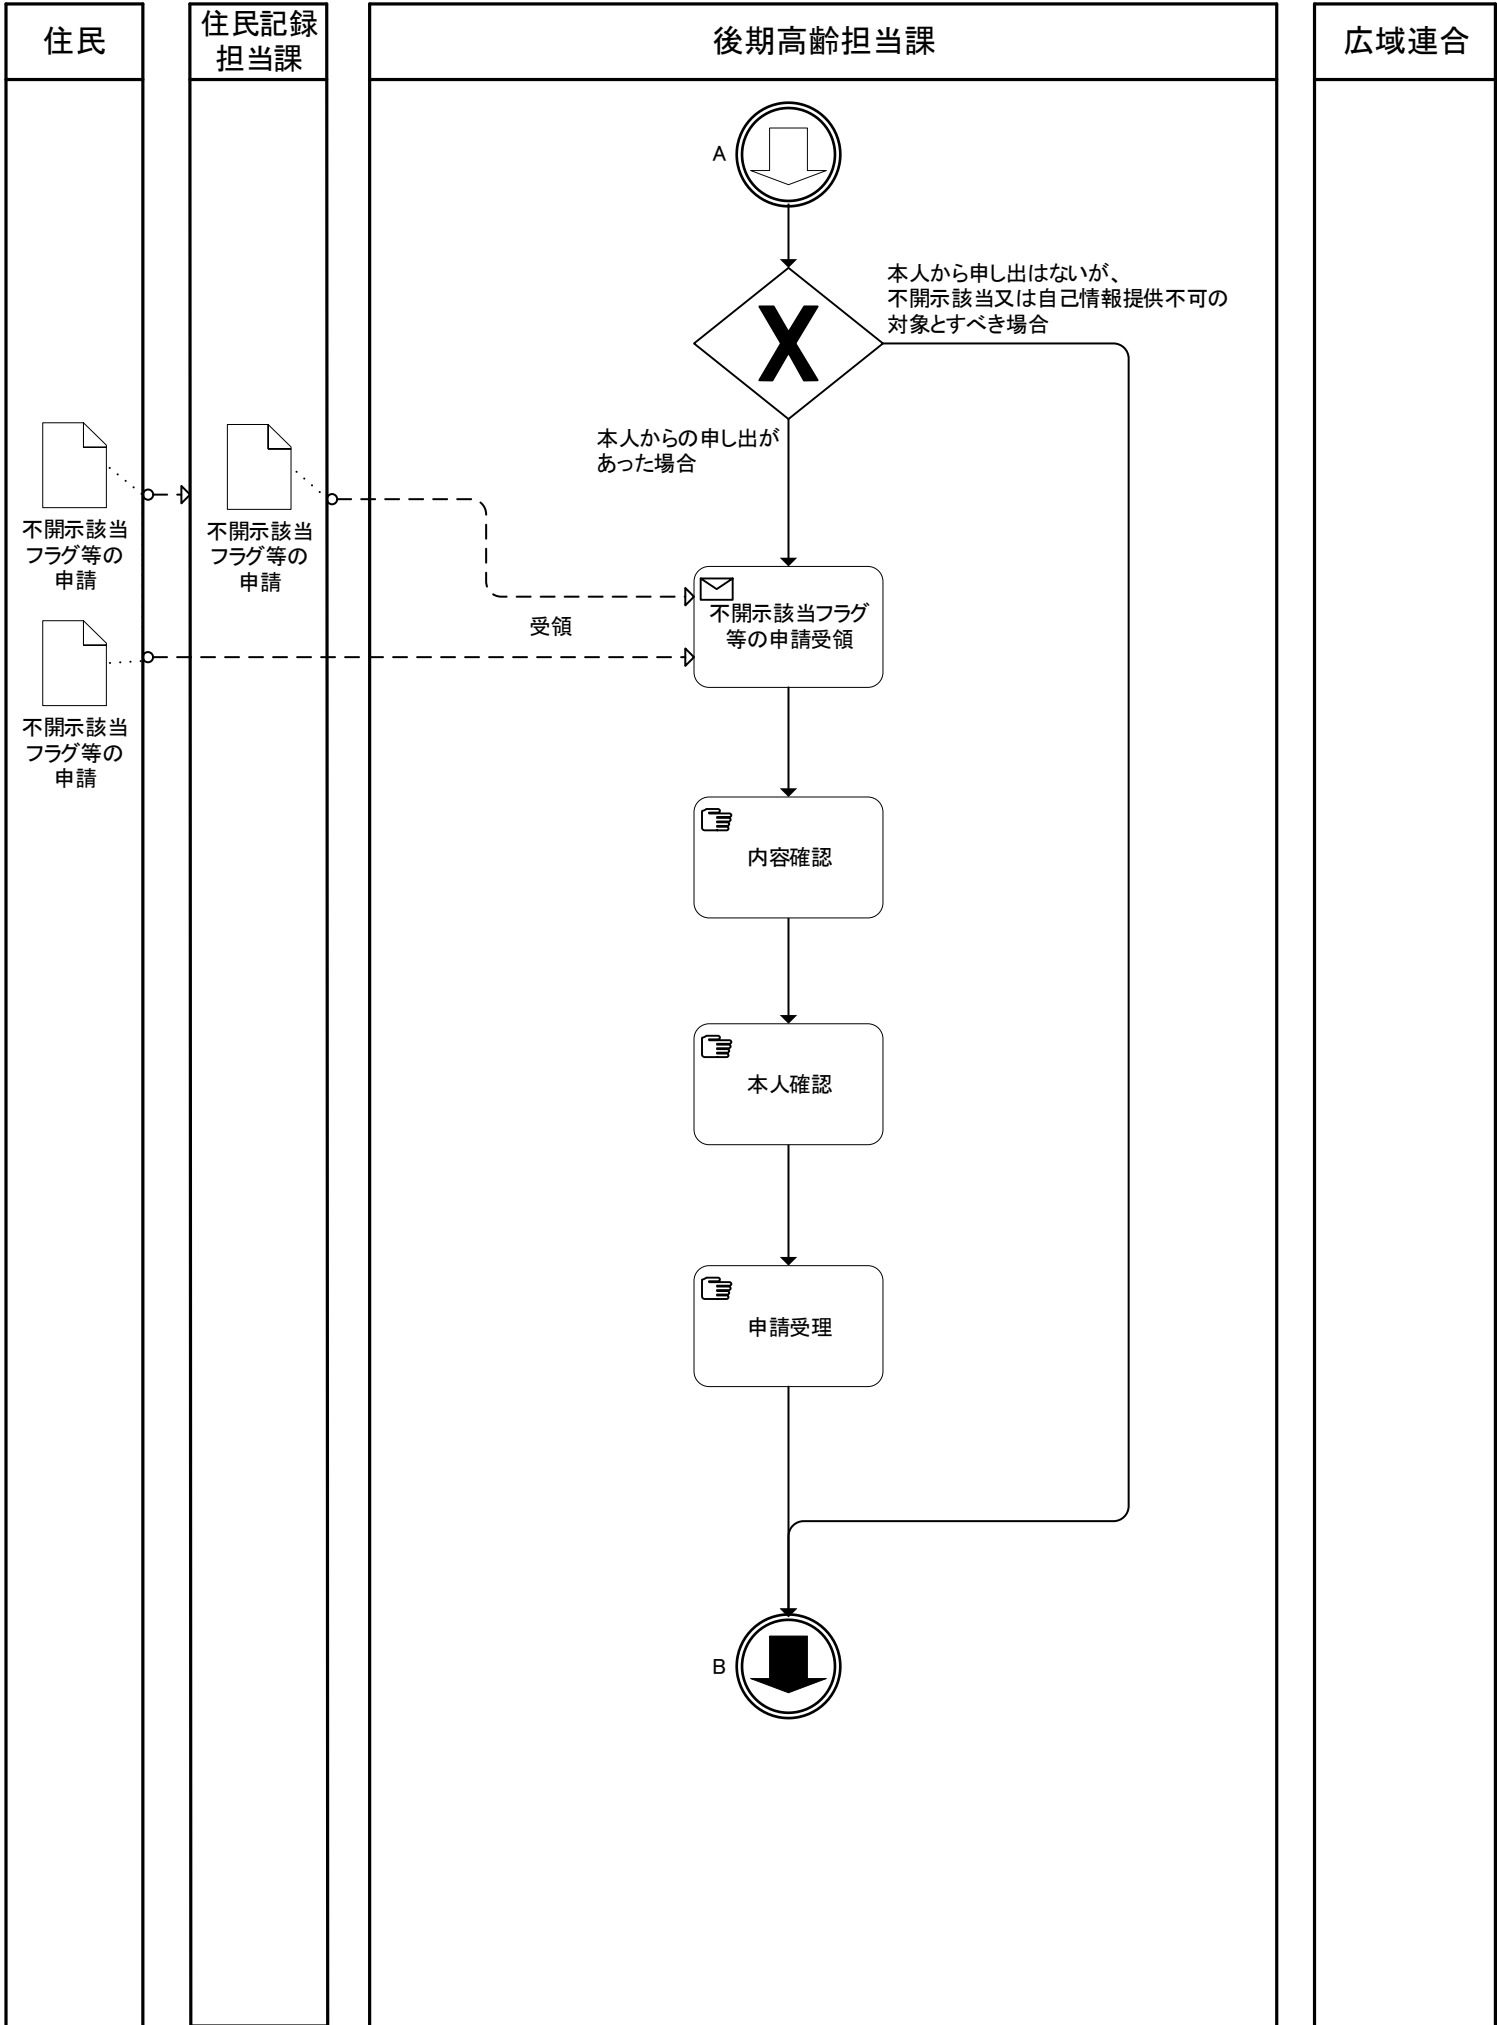 住民
住民記録
担当課
後期高齢担当課
広域連合
A
本人から申し出はないが、
不開示該当又は自己情報提供不可の
対象とすべき場合
本人からの申し出が
あった場合
不開示該当
フラグ等の
申請
不開示該当
フラグ等の
申請
不開示該当フラグ
等の申請受領
受領
不開示該当
フラグ等の
申請
内容確認
本人確認
申請受理
B